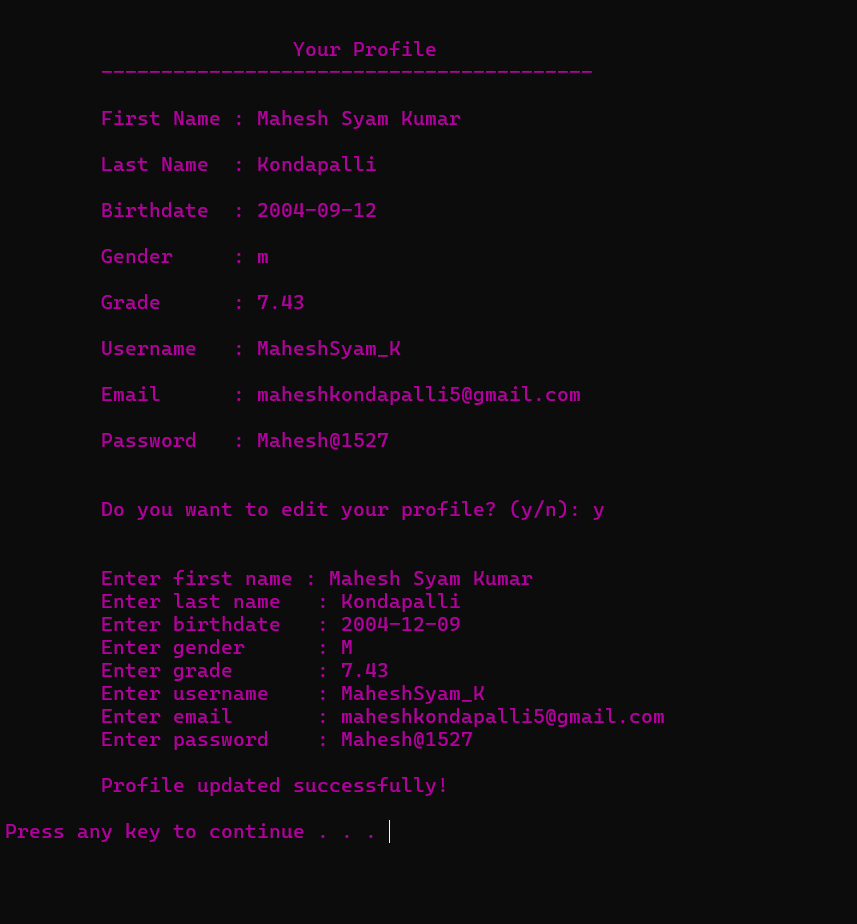 Your Profile
-----------------------------------------
First Name : Mahesh Syam Kumar
Last Name  : Kondapalli
Birthdate  : 2004-09-12
Gender     : m
Grade      : 7.43
Username   : MaheshSyam_K
Email      : maheshkondapalli5@gmail.com
Password   : Mahesh@1527
Do you want to edit your profile? (y/n): y
Enter first name : Mahesh Syam Kumar
Enter last name   : Kondapalli
Enter birthdate   : 2004-12-09
Enter gender      : M
Enter grade       : 7.43
Enter username    : MaheshSyam_K
Enter email       : maheshkondapalli5@gmail.com
Enter password    : Mahesh@1527
Profile updated successfully!
Press any key to continue . . .